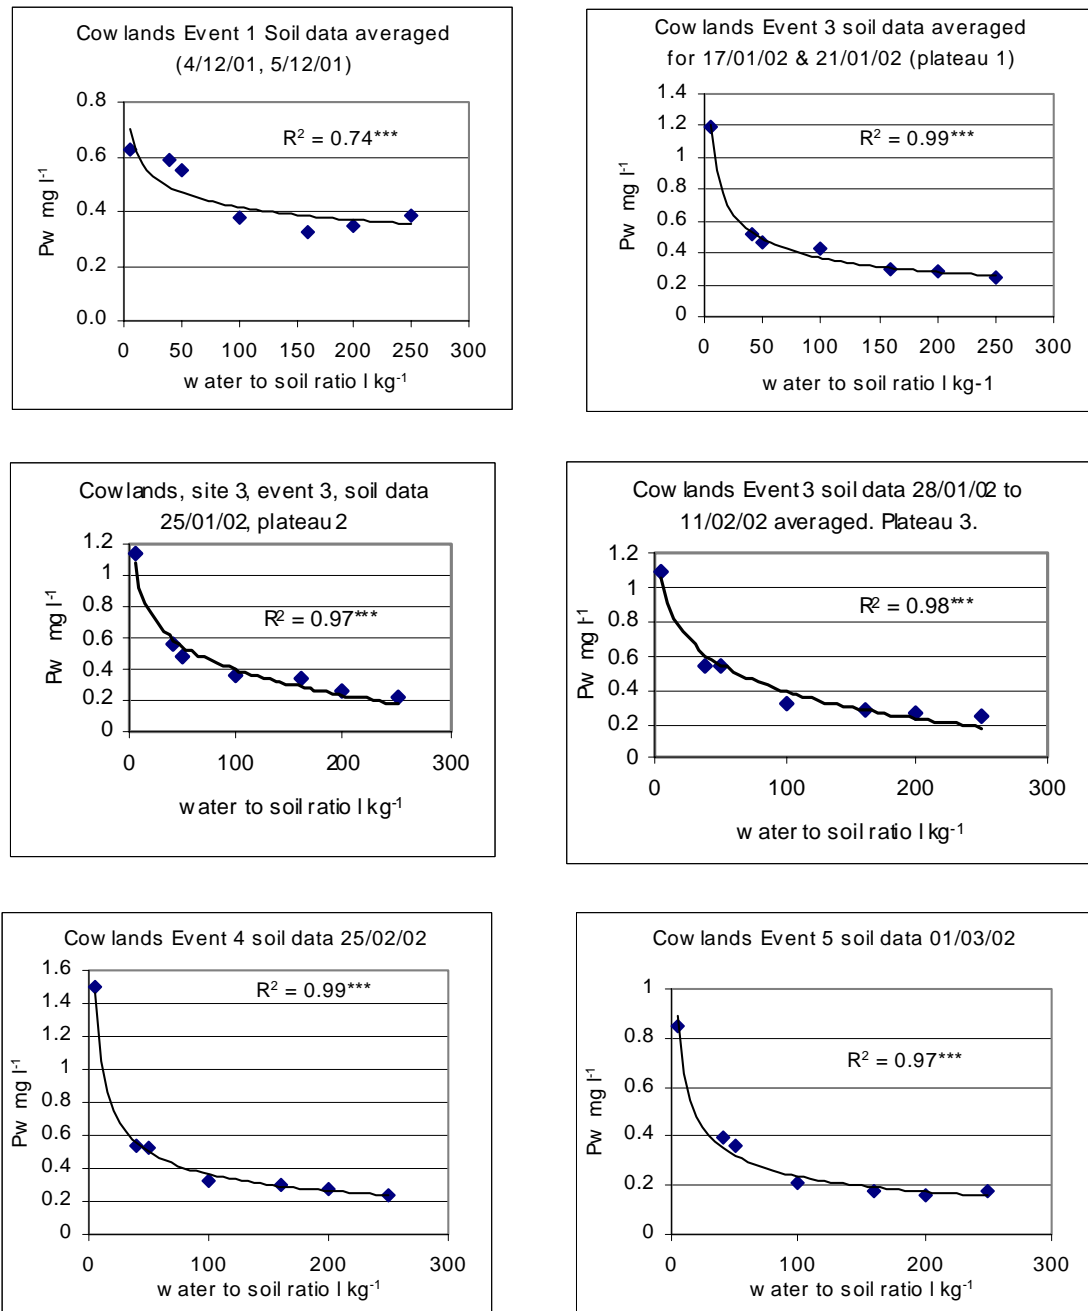 Cowlands Event 1 Soil data averaged
(4/12/01, 5/12/01)
0.8
0.6
0.4
0.2
0.0
R² = 0.74***
Pw mg l⁻¹
0 50 100 150 200 250 300
water to soil ratio l kg⁻¹
Cowlands Event 3 soil data averaged
for 17/01/02 & 21/01/02 (plateau 1)
1.4
1.2
1
0.8
0.6
0.4
0.2
0
R² = 0.99***
Pw mg l⁻¹
0 50 100 150 200 250 300
water to soil ratio l kg-1
Cowlands, site 3, event 3, soil data
25/01/02, plateau 2
1.2
1
0.8
0.6
0.4
0.2
0
R² = 0.97***
Pw mg l⁻¹
0 100 200 300
water to soil ratio l kg⁻¹
Cowlands Event 3 soil data 28/01/02 to
11/02/02 averaged. Plateau 3.
1.2
1
0.8
0.6
0.4
0.2
0
R² = 0.98***
Pw mg l⁻¹
0 100 200 300
water to soil ratio l kg⁻¹
Cowlands Event 4 soil data 25/02/02
1.6
1.4
1.2
1
0.8
0.6
0.4
0.2
0
R² = 0.99***
Pw mg l⁻¹
0 100 200 300
water to soil ratio l kg⁻¹
Cowlands Event 5 soil data 01/03/02
1
0.8
0.6
0.4
0.2
0
R² = 0.97***
Pw mg l⁻¹
0 100 200 300
water to soil ratio l kg⁻¹